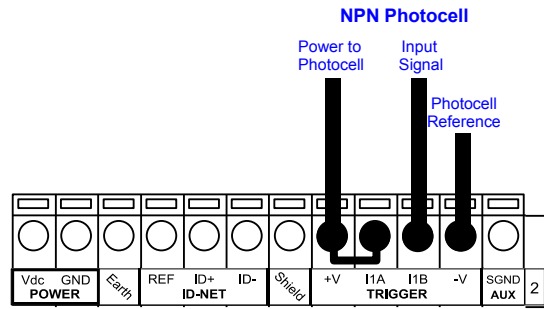 NPN Photocell
Power to
Photocell
Input
Signal
Photocell
Reference
Vdc GND Earth REF ID+ ID- Shield +V I1A I1B -V SGND 2
POWER ID-NET TRIGGER AUX